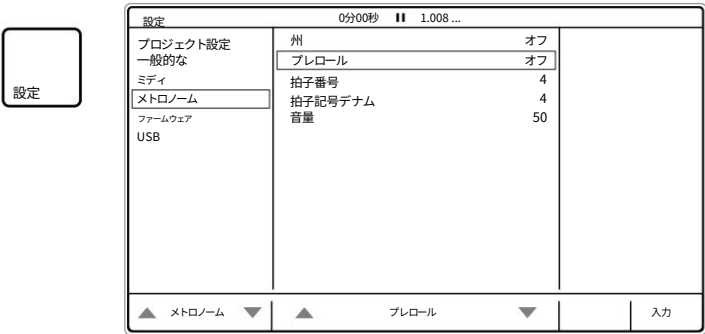 設定
設定
0分00秒 1.008 ...
プロジェクト設定
一般的な
ミディ
メトロノーム
ファームウェア
USB
州 オフ
プレロール オフ
拍子番号 4
拍子記号デナム 4
音量 50
メトロノーム
プレロール
入力